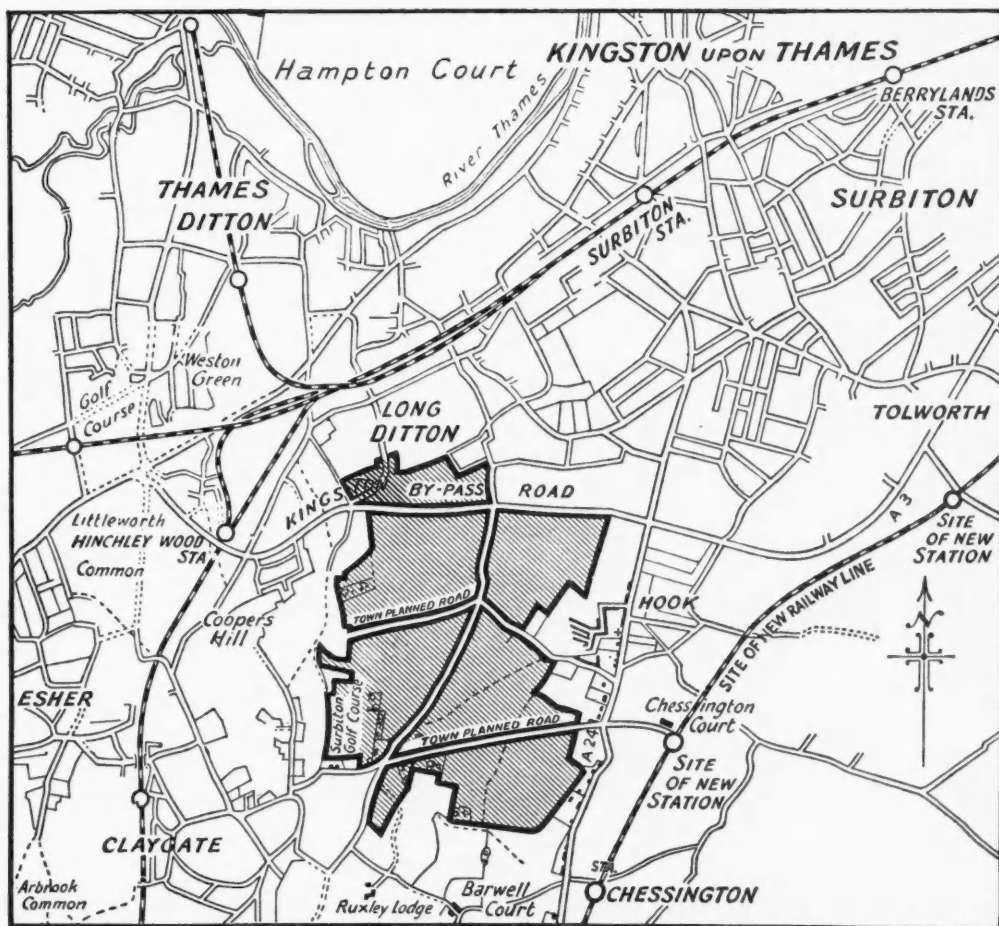 Hampton Court
KINGSTON UPON THAMES
BERRYLANDS
STA.
River Thames
THAMES
DITTON
SURBITON
SURBITON
STA.
Weston
Green
Golf
Course
LONG
DITTON
TOLWORTH
KINGS
BY-PASS
ROAD
A 3
Littleworth
HINCHLEY WOOD
STA.
Common
SITE
OF NEW
STATION
SITE OF NEW RAILWAY LINE
Coopers
Hill
TOWN PLANNED ROAD
HOOK
N
ESHER
Surbiton
Golf Course
TOWN PLANNED ROAD
A 24
Chessington
Court
SITE
OF NEW
STATION
CLAYGATE
Arbrook
Common
Ruxley Lodge
Barwell
Court
STA.
CHESSINGTON